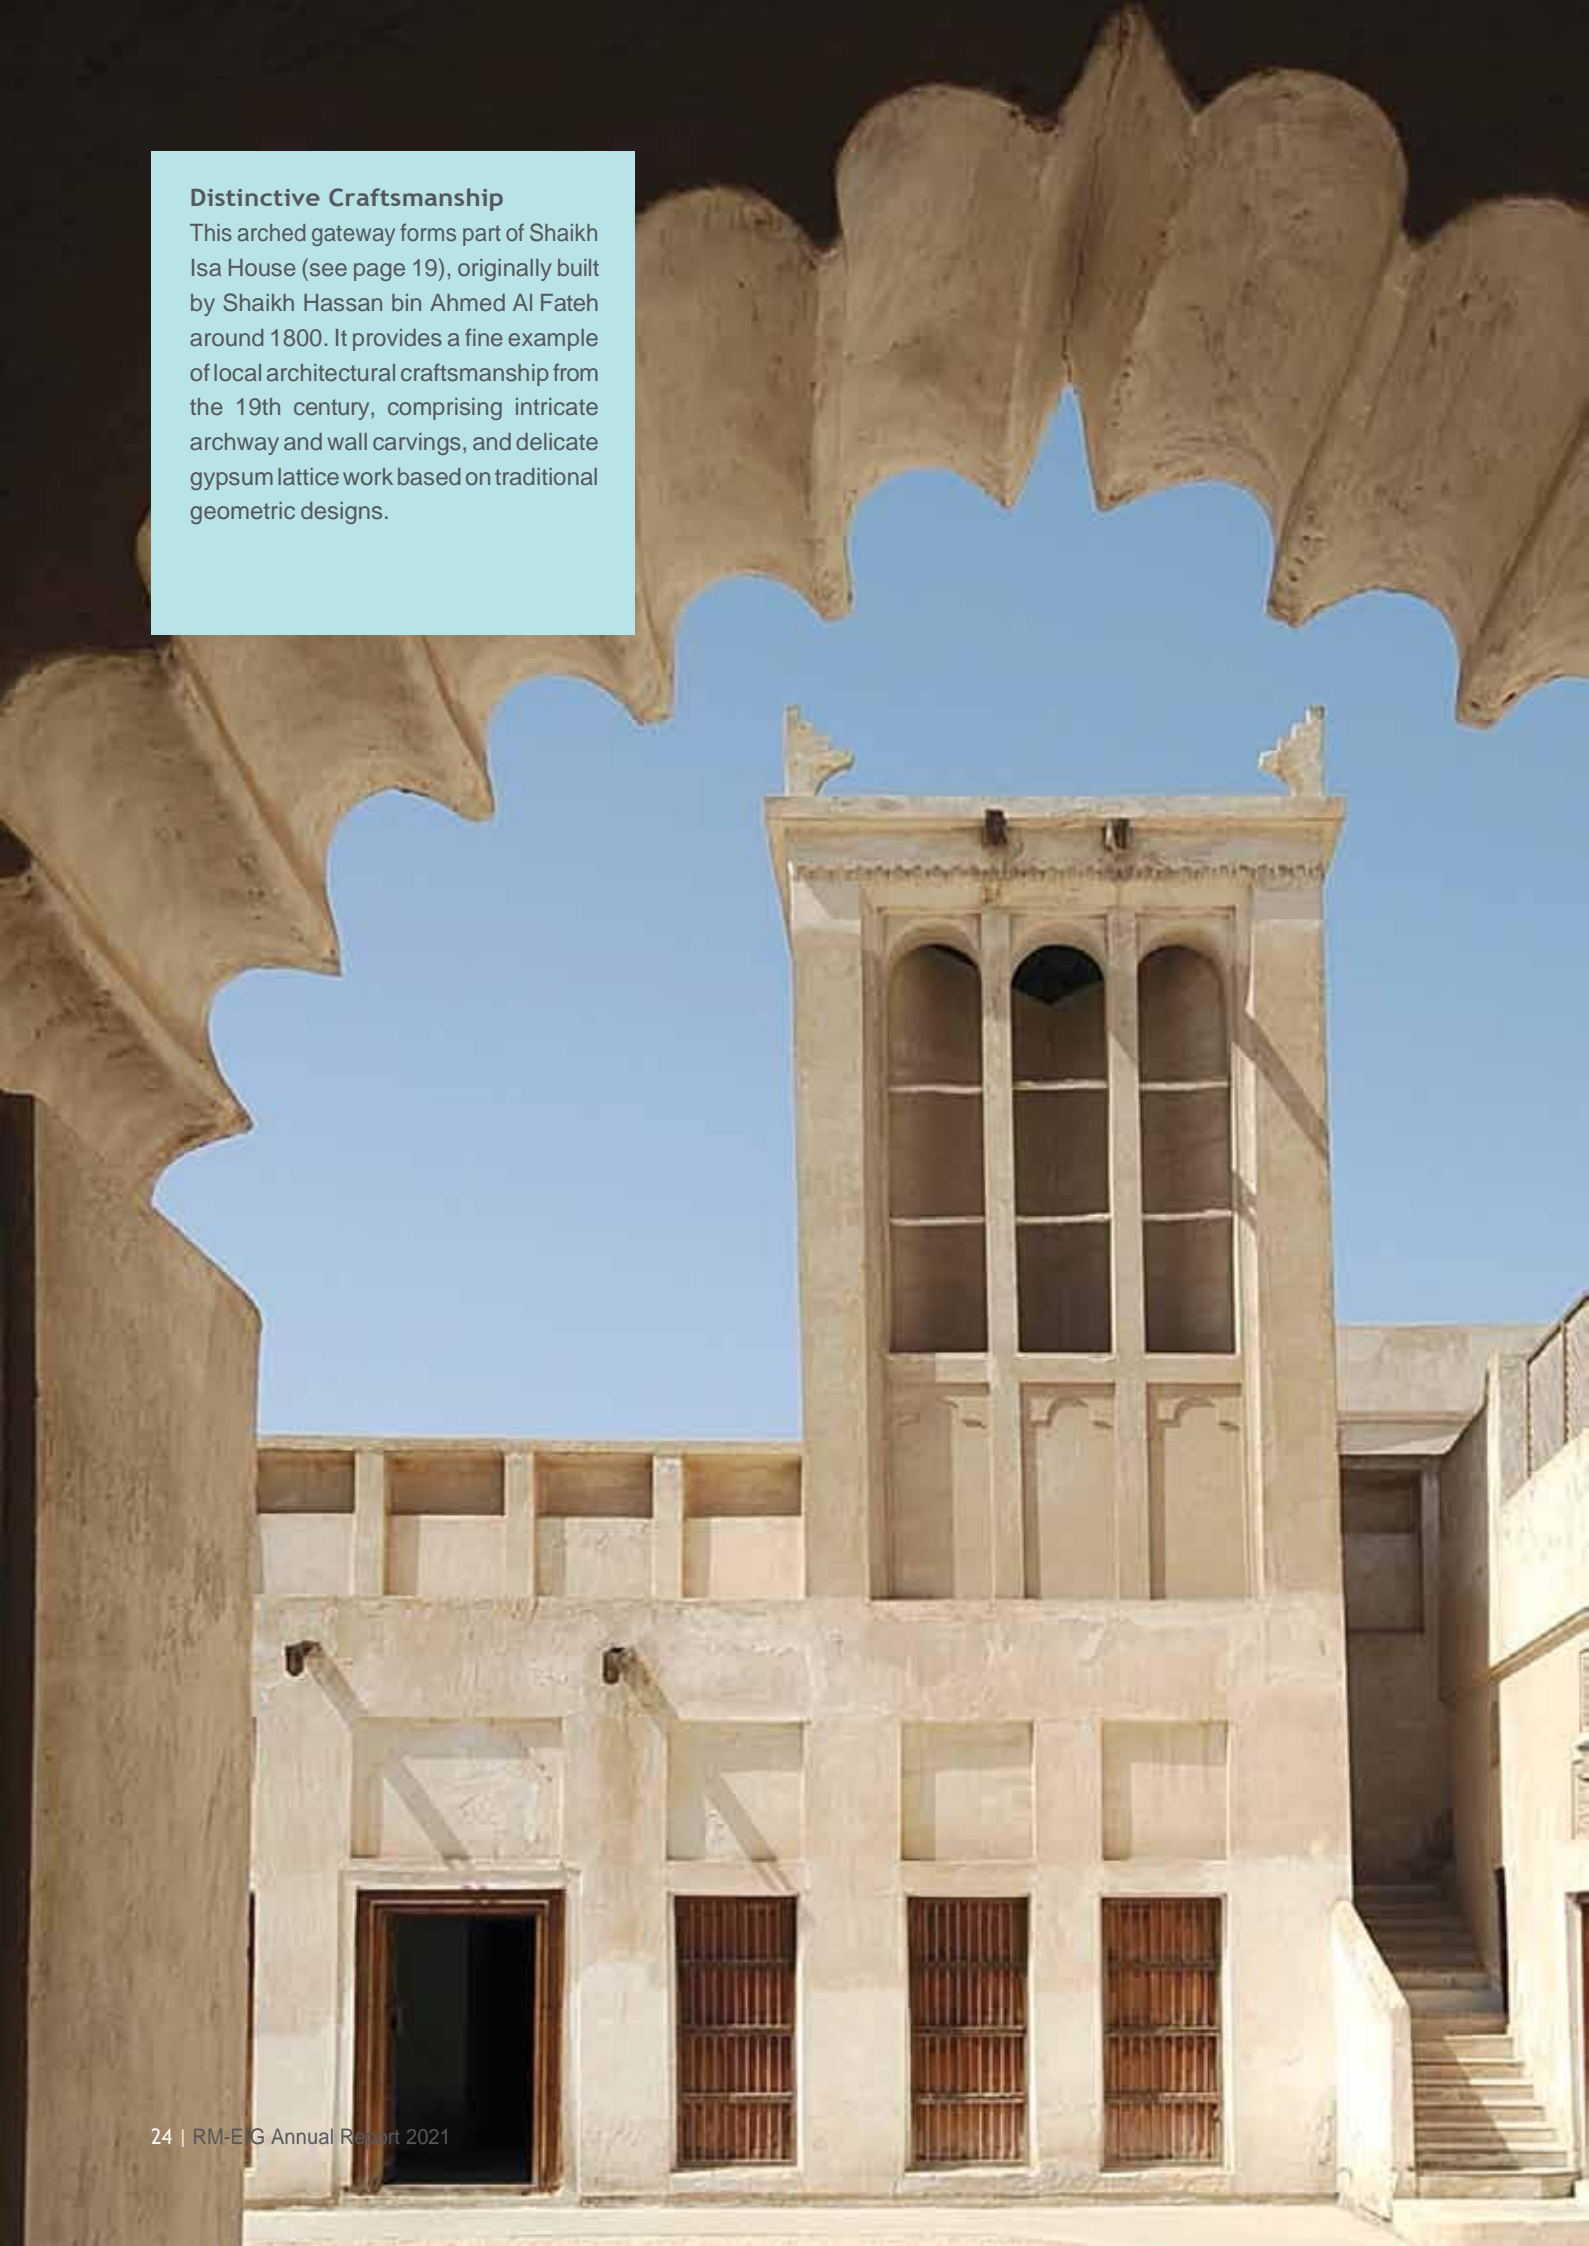 Distinctive Craftsmanship
This arched gateway forms part of Shaikh
Isa House (see page 19), originally built
by Shaikh Hassan bin Ahmed Al Fateh
around 1800. It provides a fine example
of local architectural craftsmanship from
the 19th century, comprising intricate
archway and wall carvings, and delicate
gypsum lattice work based on traditional
geometric designs.
24 | RM-EIG Annual Report 2021